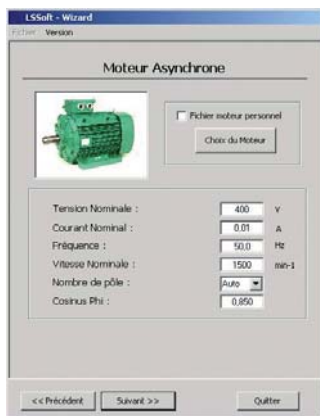 LSSoft - Wizard
Fichier Version
Moteur Asynchrone
Fichier moteur personnel
Choix du Moteur
Tension Nominale : 400 V
Courant Nominal : 0,01 A
Fréquence : 50,0 Hz
Vitesse Nominale : 1500 min-1
Nombre de pôle : Auto
Cosinus Phi : 0,850
<< Précédent Suivant >> Quitter